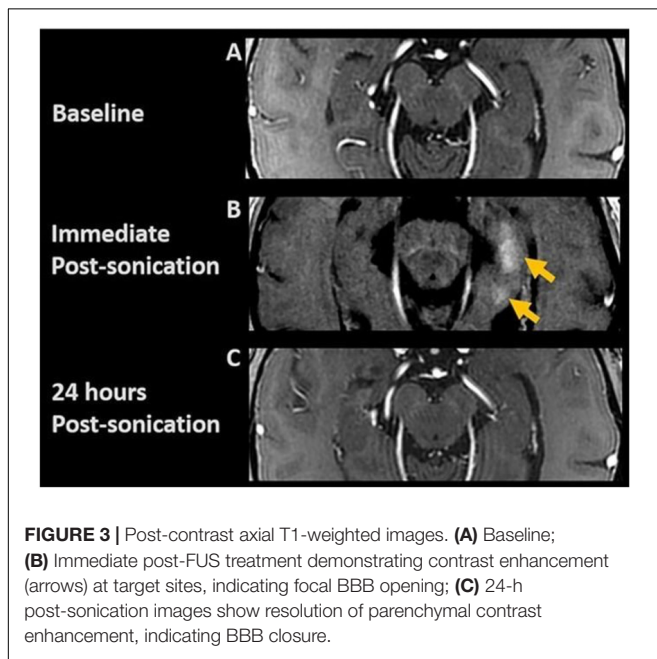 A
Baseline
B
Immediate
Post-sonication
C
24 hours
Post-sonication
FIGURE 3 | Post-contrast axial T1-weighted images. (A) Baseline;
(B) Immediate post-FUS treatment demonstrating contrast enhancement
(arrows) at target sites, indicating focal BBB opening; (C) 24-h
post-sonication images show resolution of parenchymal contrast
enhancement, indicating BBB closure.